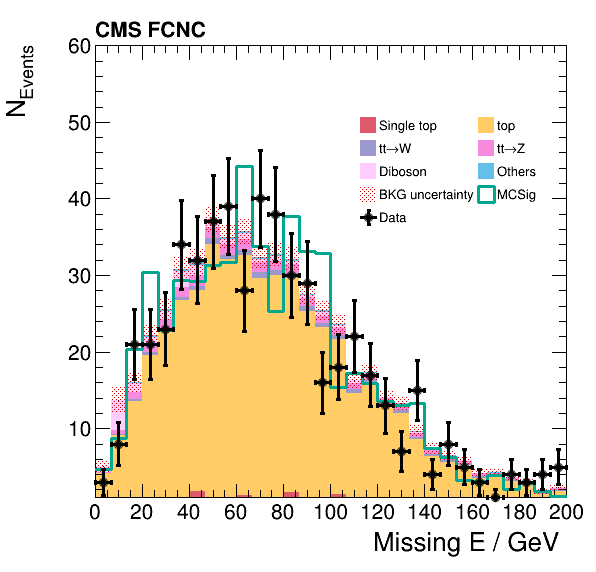 CMS FCNC
N_Events
60
50
40
30
20
10
Single top
top
tt→W
tt→Z
Diboson
Others
BKG uncertainty
MCSig
Data
0 20 40 60 80 100 120 140 160 180 200
Missing E / GeV